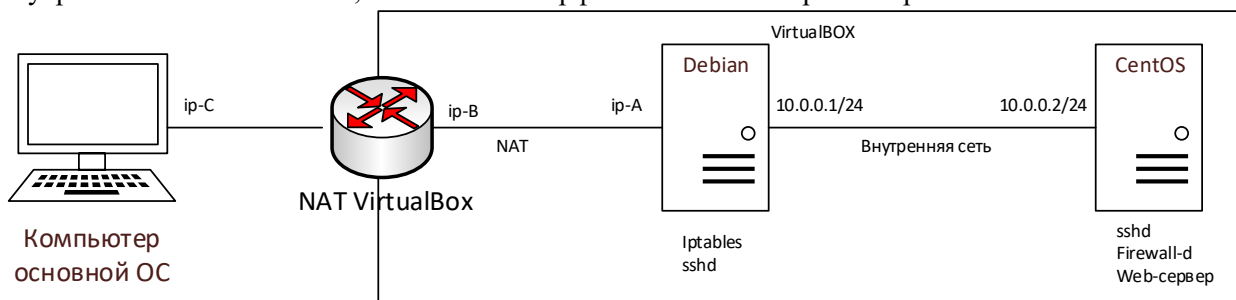 VirtualBOX
Debian
CentOS
ip-C
ip-B
ip-A
10.0.0.1/24
10.0.0.2/24
NAT
Внутренняя сеть
NAT VirtualBox
Компьютер
основной ОС
Iptables
sshd
sshd
Firewall-d
Web-сервер